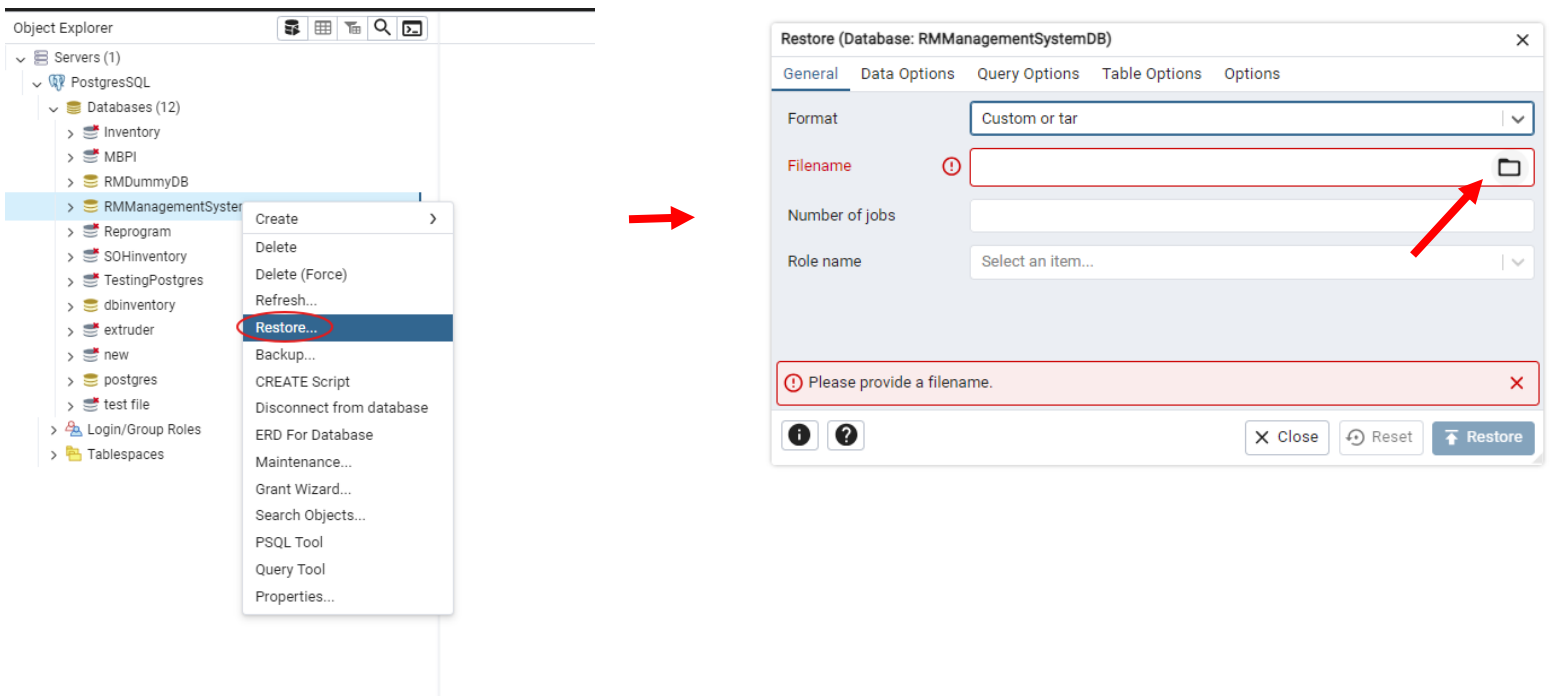 Object Explorer
Servers (1)
PostgresSQL
Databases (12)
Inventory
MBPI
RMDummyDB
RMManagementSyster
Reprogram
SOHinventory
TestingPostgres
dbinventory
extruder
new
postgres
test file
Login/Group Roles
Tablespaces
Create
Delete
Delete (Force)
Refresh...
Restore...
Backup...
CREATE Script
Disconnect from database
ERD For Database
Maintenance...
Grant Wizard...
Search Objects...
PSQL Tool
Query Tool
Properties...
Restore (Database: RMManagementSystemDB)
General Data Options Query Options Table Options Options
Format Custom or tar
Filename
Number of jobs
Role name Select an item...
Please provide a filename.
Close Reset Restore